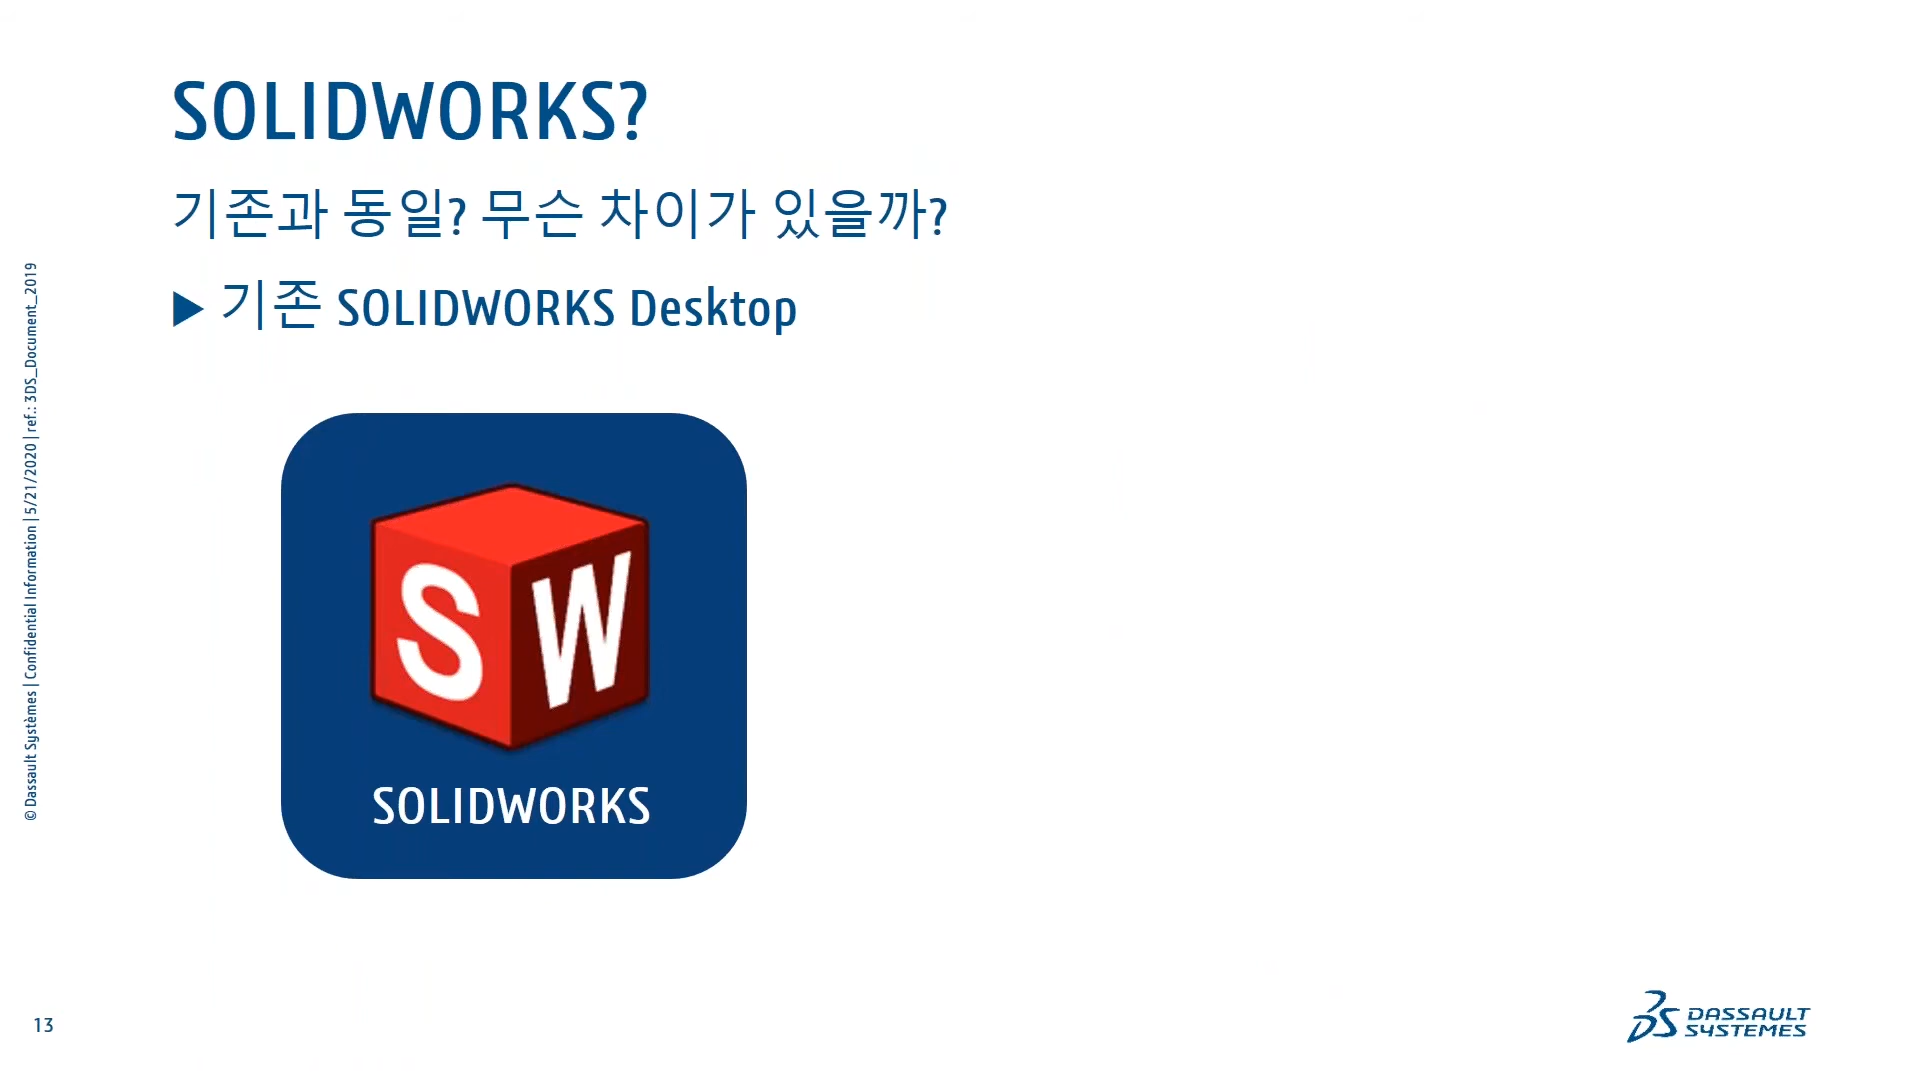 SOLIDWORKS?
기존과 동일? 무슨 차이가 있을까?
▶ 기존 SOLIDWORKS Desktop
SW
SOLIDWORKS
© Dassault Systèmes | Confidential Information | 5/21/2020 | ref.: 3DS_Document_2019
13
3DS DASSAULT
SYSTEMES